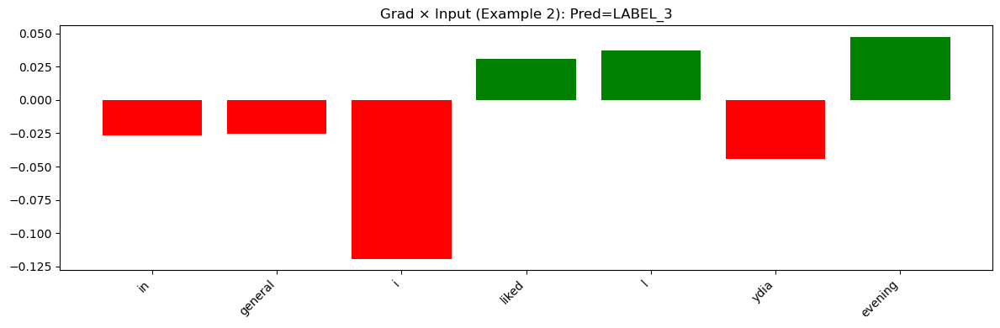 Grad × Input (Example 2): Pred=LABEL_3
0.050
0.025
0.000
−0.025
−0.050
−0.075
−0.100
−0.125
in
general
i
liked
l
ydia
evening